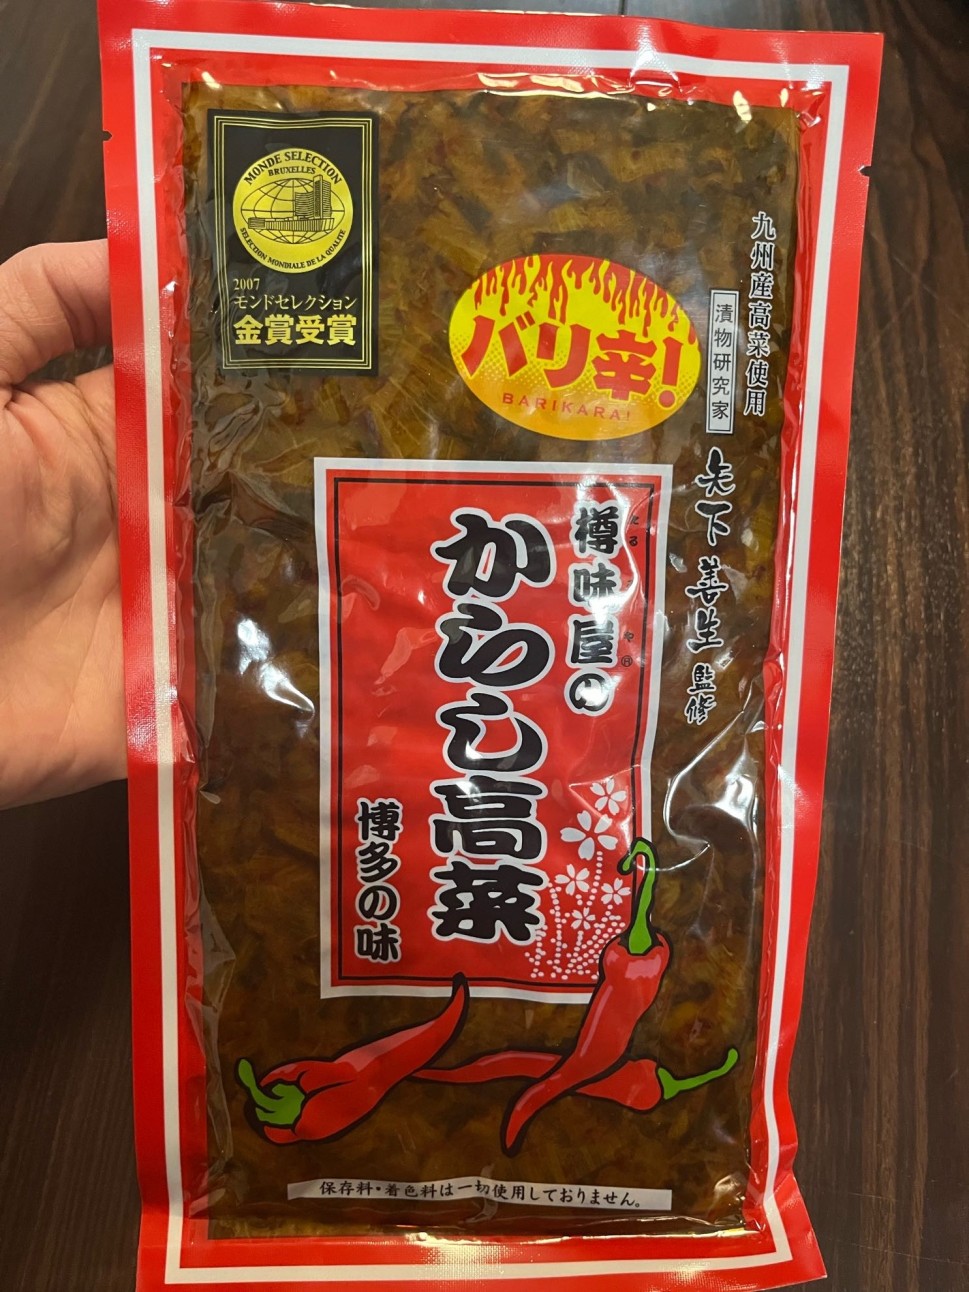 MONDE SELECTION
BRUXELLES
SELECTION MONDIALE DE LA QUALITE
2007
モンドセレクション
金賞受賞
バリ辛!
BARIKARA!
九州産高菜使用
漬物研究家
矢下善生 監修
樽味屋の
たる
や
®
からし高菜
博多の味
保存料・着色料は一切使用しておりません。